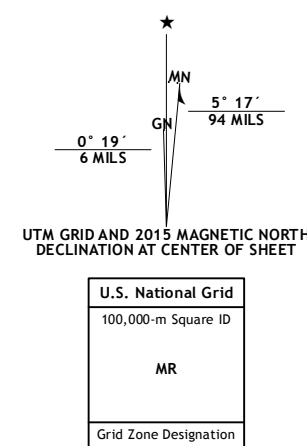 ★
MN
GN
5° 17´
94 MILS
0° 19´
6 MILS
UTM GRID AND 2015 MAGNETIC NORTH
DECLINATION AT CENTER OF SHEET
U.S. National Grid
100,000-m Square ID
MR
Grid Zone Designation